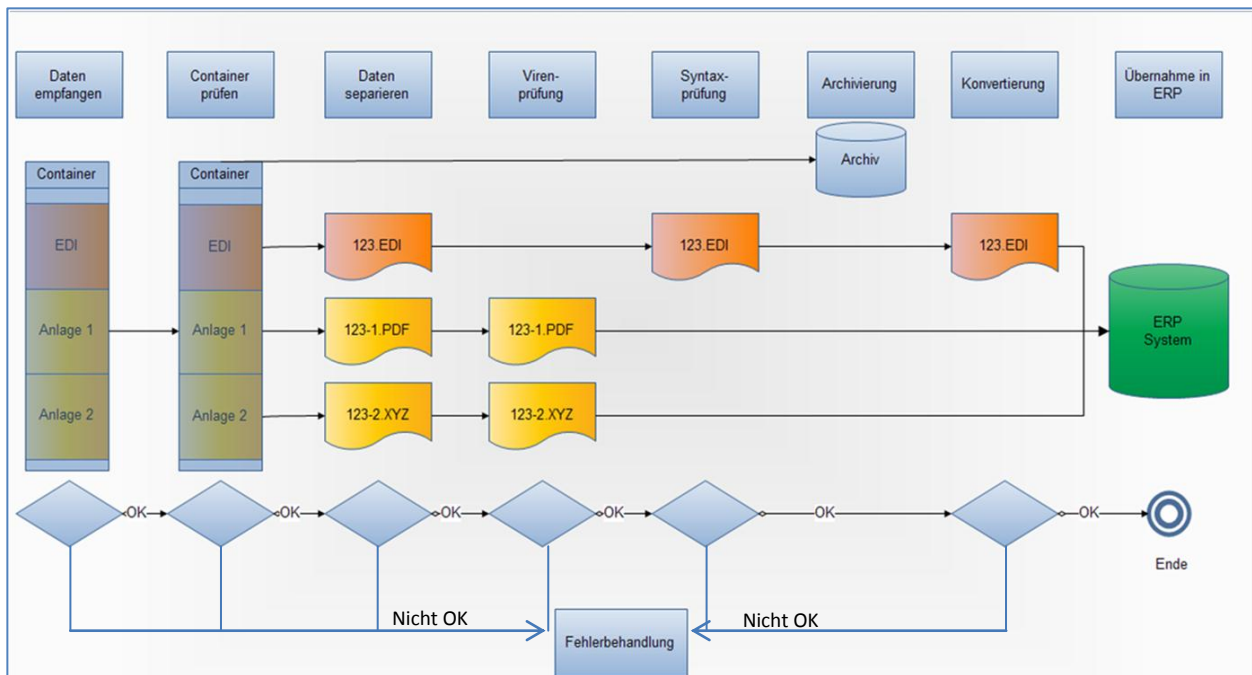 Daten
empfangen
Container
prüfen
Daten
separieren
Viren-
prüfung
Syntax-
prüfung
Archivierung
Konvertierung
Übernahme in
ERP
Archiv
Container
Container
EDI
EDI
123.EDI
123.EDI
123.EDI
Anlage 1
Anlage 1
123-1.PDF
123-1.PDF
ERP
System
Anlage 2
Anlage 2
123-2.XYZ
123-2.XYZ
OK
OK
OK
OK
OK
OK
Ende
Nicht OK
Nicht OK
Fehlerbehandlung